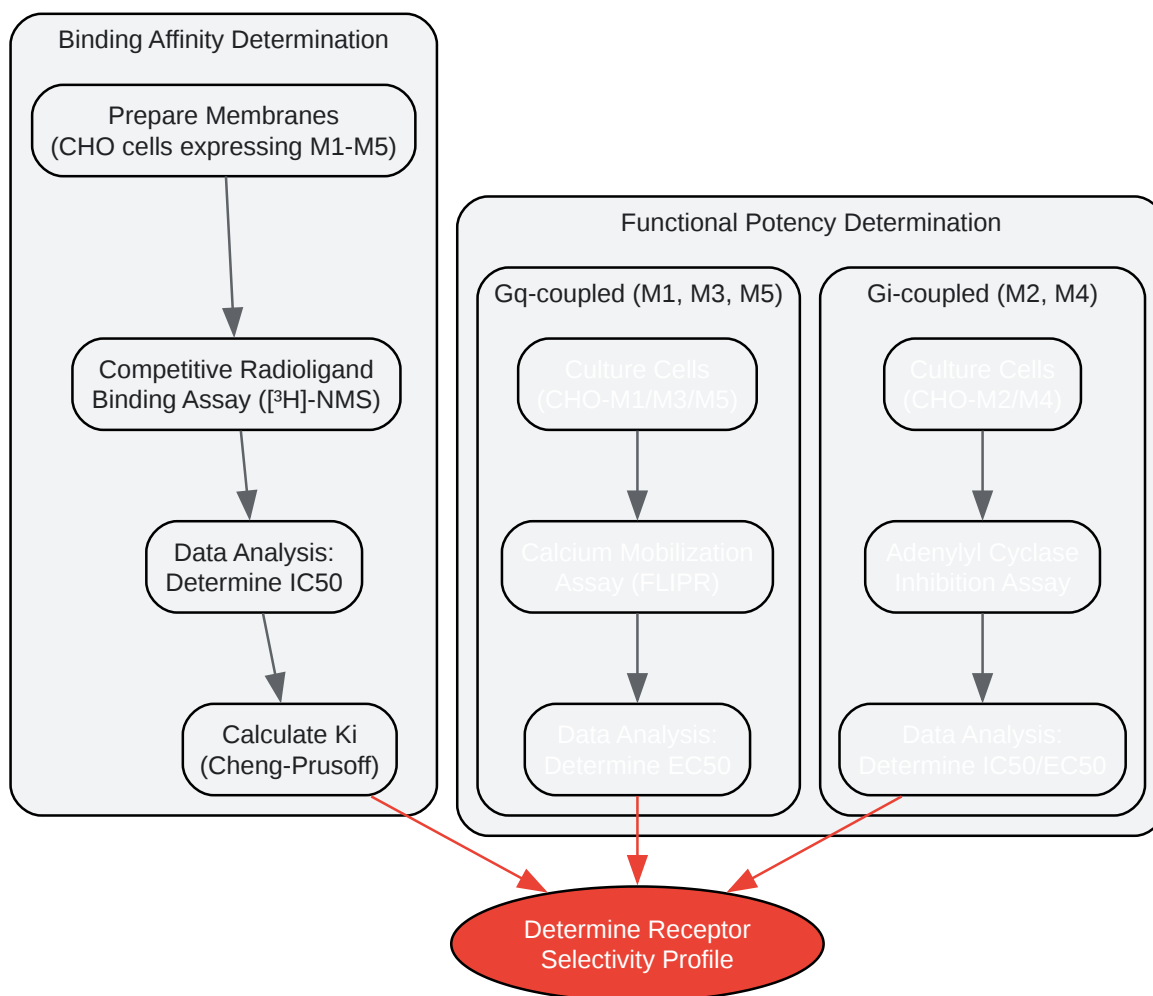 Binding Affinity Determination
Prepare Membranes
(CHO cells expressing M1-M5)
Competitive Radioligand
Binding Assay ([³H]-NMS)
Data Analysis:
Determine IC50
Calculate Ki
(Cheng-Prusoff)
Functional Potency Determination
Gq-coupled (M1, M3, M5)
Culture Cells
(CHO-M1/M3/M5)
Calcium Mobilization
Assay (FLIPR)
Data Analysis:
Determine EC50
Gi-coupled (M2, M4)
Culture Cells
(CHO-M2/M4)
Adenylyl Cyclase
Inhibition Assay
Data Analysis:
Determine IC50/EC50
Determine Receptor
Selectivity Profile